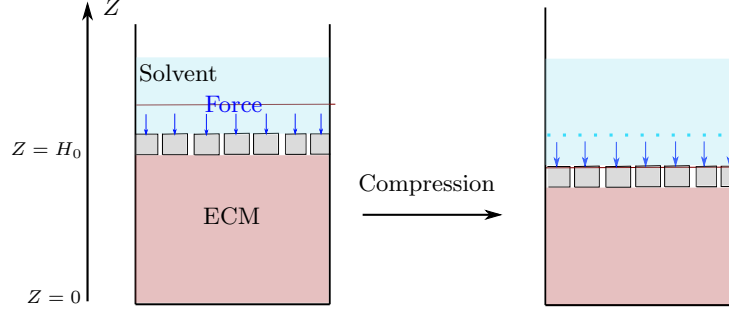 Z
Solvent
Force
Z = H₀
Compression
ECM
Z = 0